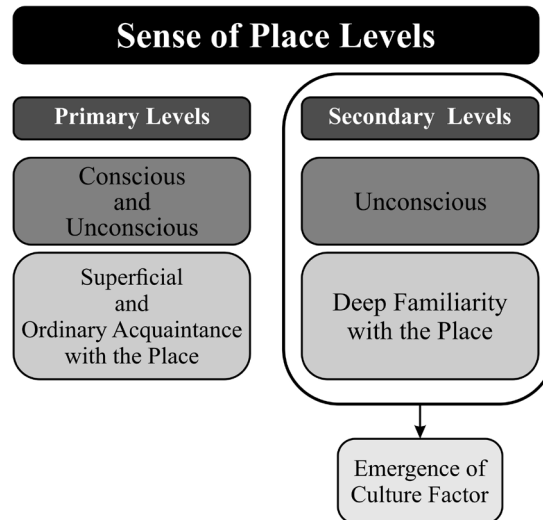 Sense of Place Levels
Primary Levels
Conscious
and
Unconscious
Superficial
and
Ordinary Acquaintance
with the Place
Secondary Levels
Unconscious
Deep Familiarity
with the Place
Emergence of
Culture Factor